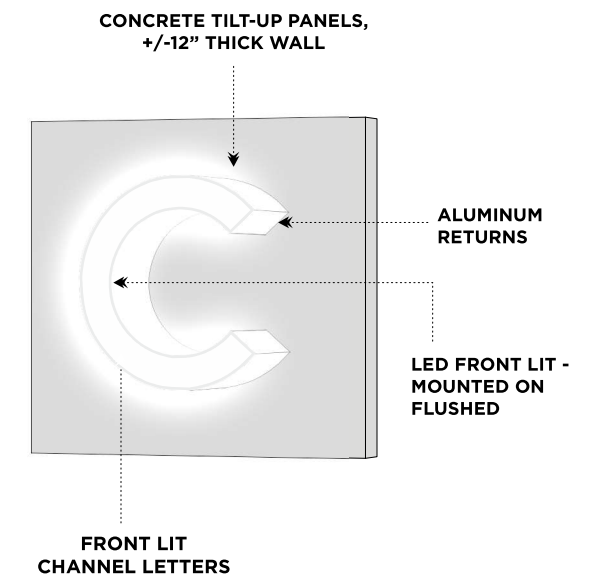 CONCRETE TILT-UP PANELS,
+/-12” THICK WALL
ALUMINUM
RETURNS
LED FRONT LIT -
MOUNTED ON
FLUSHED
FRONT LIT
CHANNEL LETTERS